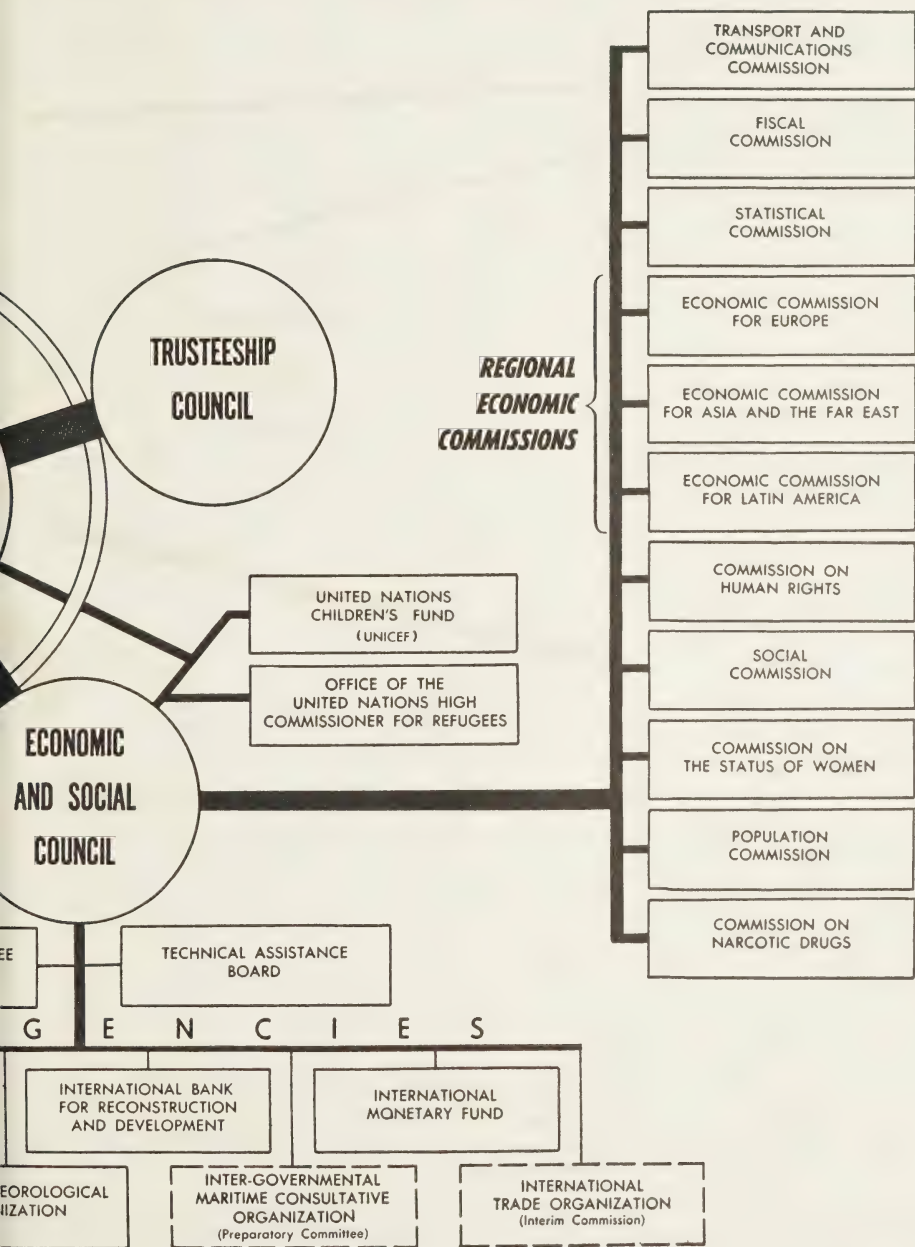 TRANSPORT AND
COMMUNICATIONS
COMMISSION
FISCAL
COMMISSION
STATISTICAL
COMMISSION
ECONOMIC COMMISSION
FOR EUROPE
ECONOMIC COMMISSION
FOR ASIA AND THE FAR EAST
ECONOMIC COMMISSION
FOR LATIN AMERICA
COMMISSION ON
HUMAN RIGHTS
SOCIAL
COMMISSION
COMMISSION ON
THE STATUS OF WOMEN
POPULATION
COMMISSION
COMMISSION ON
NARCOTIC DRUGS
REGIONAL
ECONOMIC
COMMISSIONS
TRUSTEESHIP
COUNCIL
UNITED NATIONS
CHILDREN'S FUND
(UNICEF)
OFFICE OF THE
UNITED NATIONS HIGH
COMMISSIONER FOR REFUGEES
ECONOMIC
AND SOCIAL
COUNCIL
EE
TECHNICAL ASSISTANCE
BOARD
G E N C I E S
INTERNATIONAL BANK
FOR RECONSTRUCTION
AND DEVELOPMENT
INTERNATIONAL
MONETARY FUND
EOROLOGICAL
IZATION
INTER-GOVERNMENTAL
MARITIME CONSULTATIVE
ORGANIZATION
(Preparatory Committee)
INTERNATIONAL
TRADE ORGANIZATION
(Interim Commission)